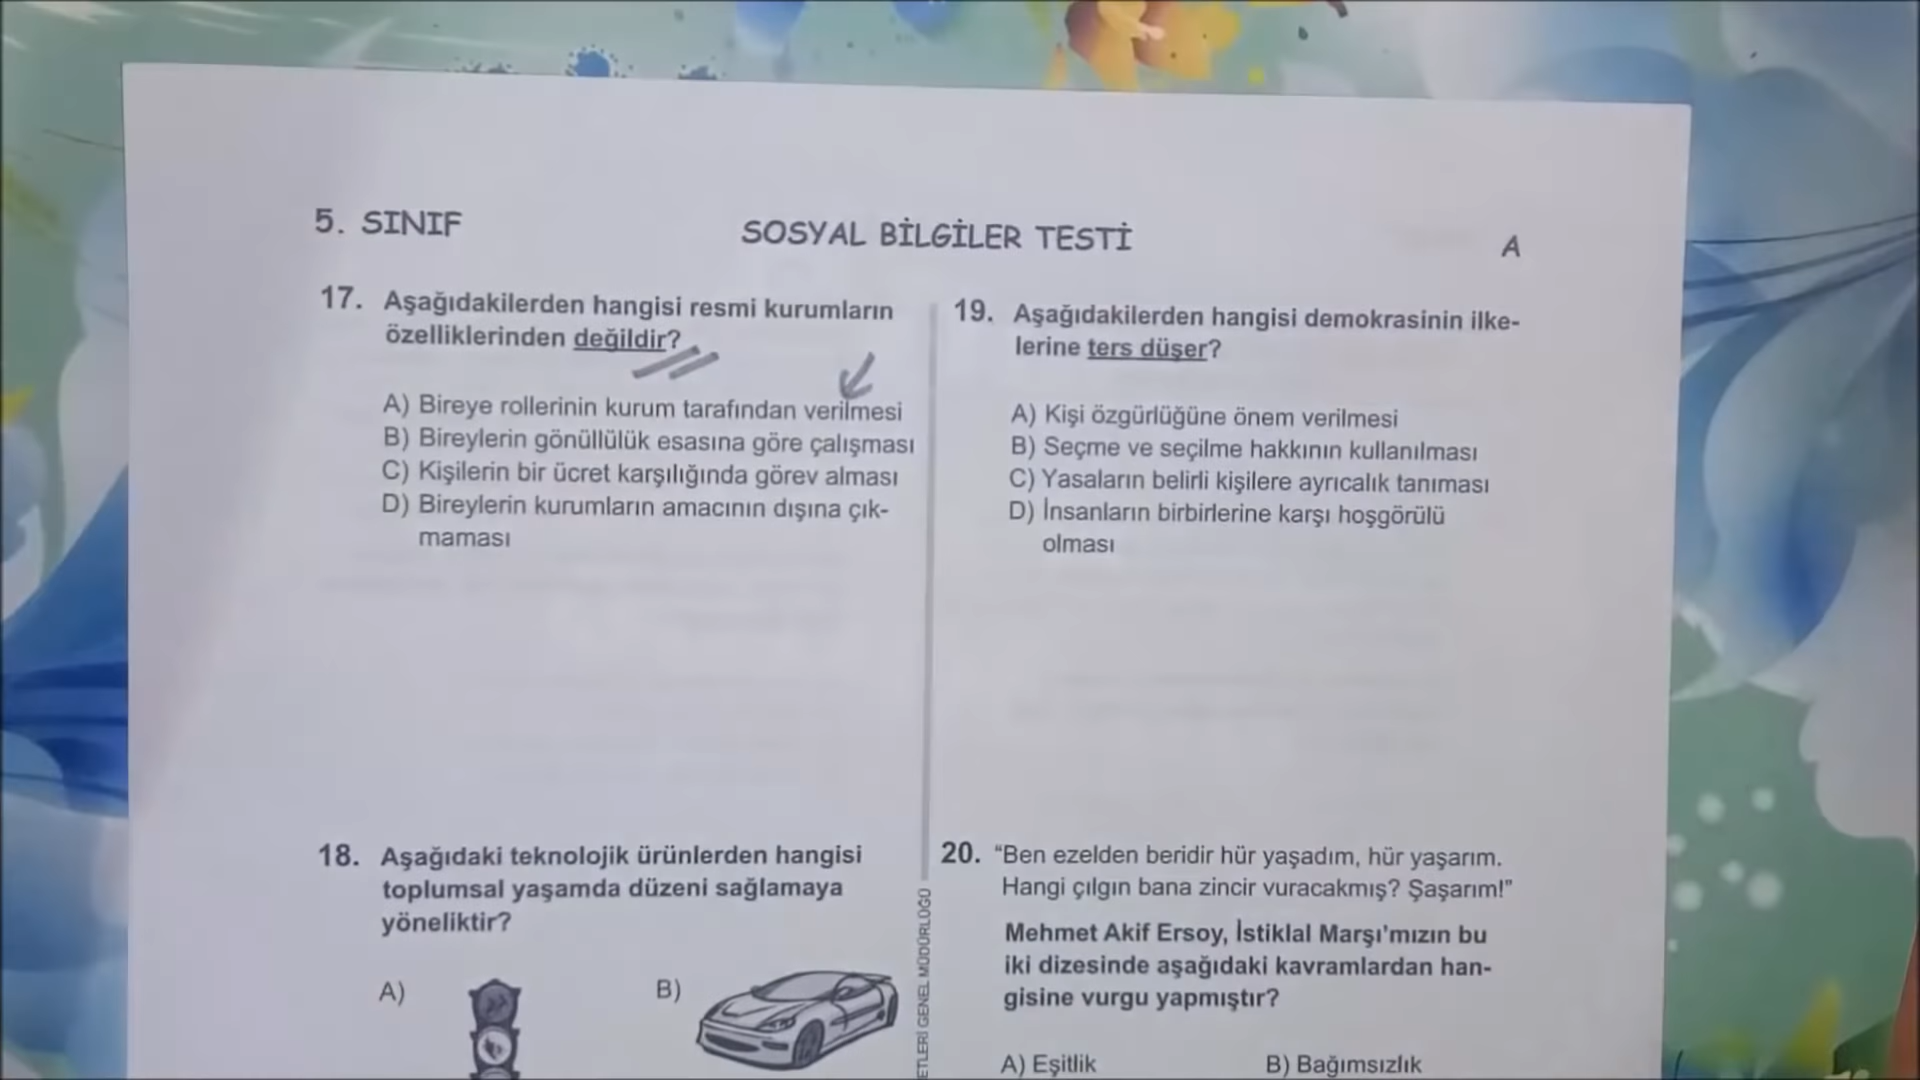 5. SINIF
SOSYAL BİLGİLER TESTİ
A
17. Aşağıdakilerden hangisi resmi kurumların
özelliklerinden değildir?
A) Bireye rollerinin kurum tarafından verilmesi
B) Bireylerin gönüllülük esasına göre çalışması
C) Kişilerin bir ücret karşılığında görev alması
D) Bireylerin kurumların amacının dışına çık-
maması
18. Aşağıdaki teknolojik ürünlerden hangisi
toplumsal yaşamda düzeni sağlamaya
yöneliktir?
A)
B)
ETLERİ GENEL MÜDÜRLÜĞÜ
19. Aşağıdakilerden hangisi demokrasinin ilke-
lerine ters düşer?
A) Kişi özgürlüğüne önem verilmesi
B) Seçme ve seçilme hakkının kullanılması
C) Yasaların belirli kişilere ayrıcalık tanıması
D) İnsanların birbirlerine karşı hoşgörülü
olması
20. “Ben ezelden beridir hür yaşadım, hür yaşarım.
Hangi çılgın bana zincir vuracakmış? Şaşarım!”
Mehmet Akif Ersoy, İstiklal Marşı’mızın bu
iki dizesinde aşağıdaki kavramlardan han-
gisine vurgu yapmıştır?
A) Eşitlik
B) Bağımsızlık